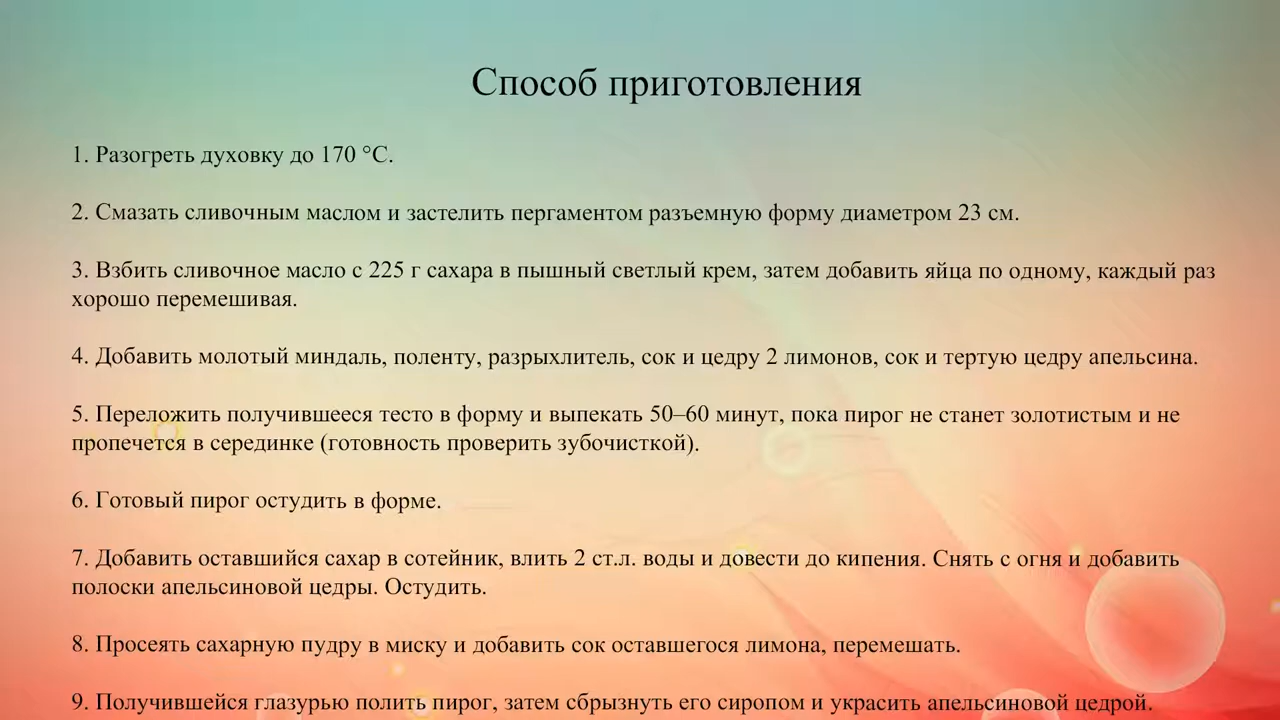 Способ приготовления
1. Разогреть духовку до 170 °C.
2. Смазать сливочным маслом и застелить пергаментом разъемную форму диаметром 23 см.
3. Взбить сливочное масло с 225 г сахара в пышный светлый крем, затем добавить яйца по одному, каждый раз
хорошо перемешивая.
4. Добавить молотый миндаль, поленту, разрыхлитель, сок и цедру 2 лимонов, сок и тертую цедру апельсина.
5. Переложить получившееся тесто в форму и выпекать 50–60 минут, пока пирог не станет золотистым и не
пропечется в серединке (готовность проверить зубочисткой).
6. Готовый пирог остудить в форме.
7. Добавить оставшийся сахар в сотейник, влить 2 ст.л. воды и довести до кипения. Снять с огня и добавить
полоски апельсиновой цедры. Остудить.
8. Просеять сахарную пудру в миску и добавить сок оставшегося лимона, перемешать.
9. Получившейся глазурью полить пирог, затем сбрызнуть его сиропом и украсить апельсиновой цедрой.